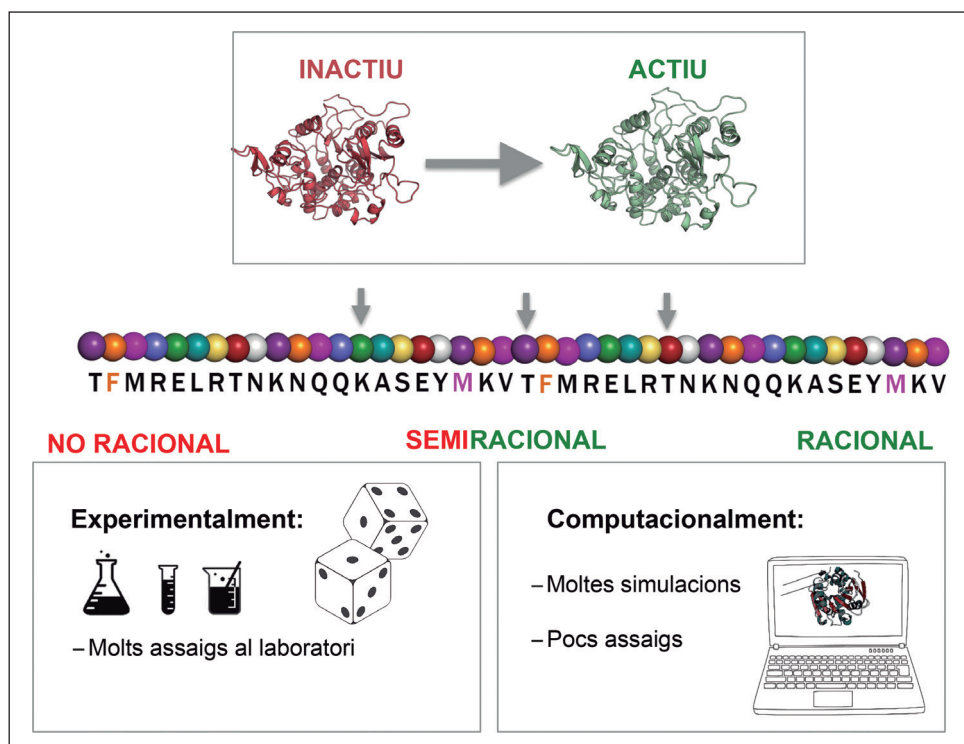 INACTIU ACTIU
TFMRELRTNKNQQKASEYMKVTFMRELRTNKNQQKASEYMKV
NO RACIONAL SEMIRACIONAL RACIONAL
Experimentalment:
– Molts assaigs al laboratori
Computacionalment:
– Moltes simulacions
– Pocs assaigs